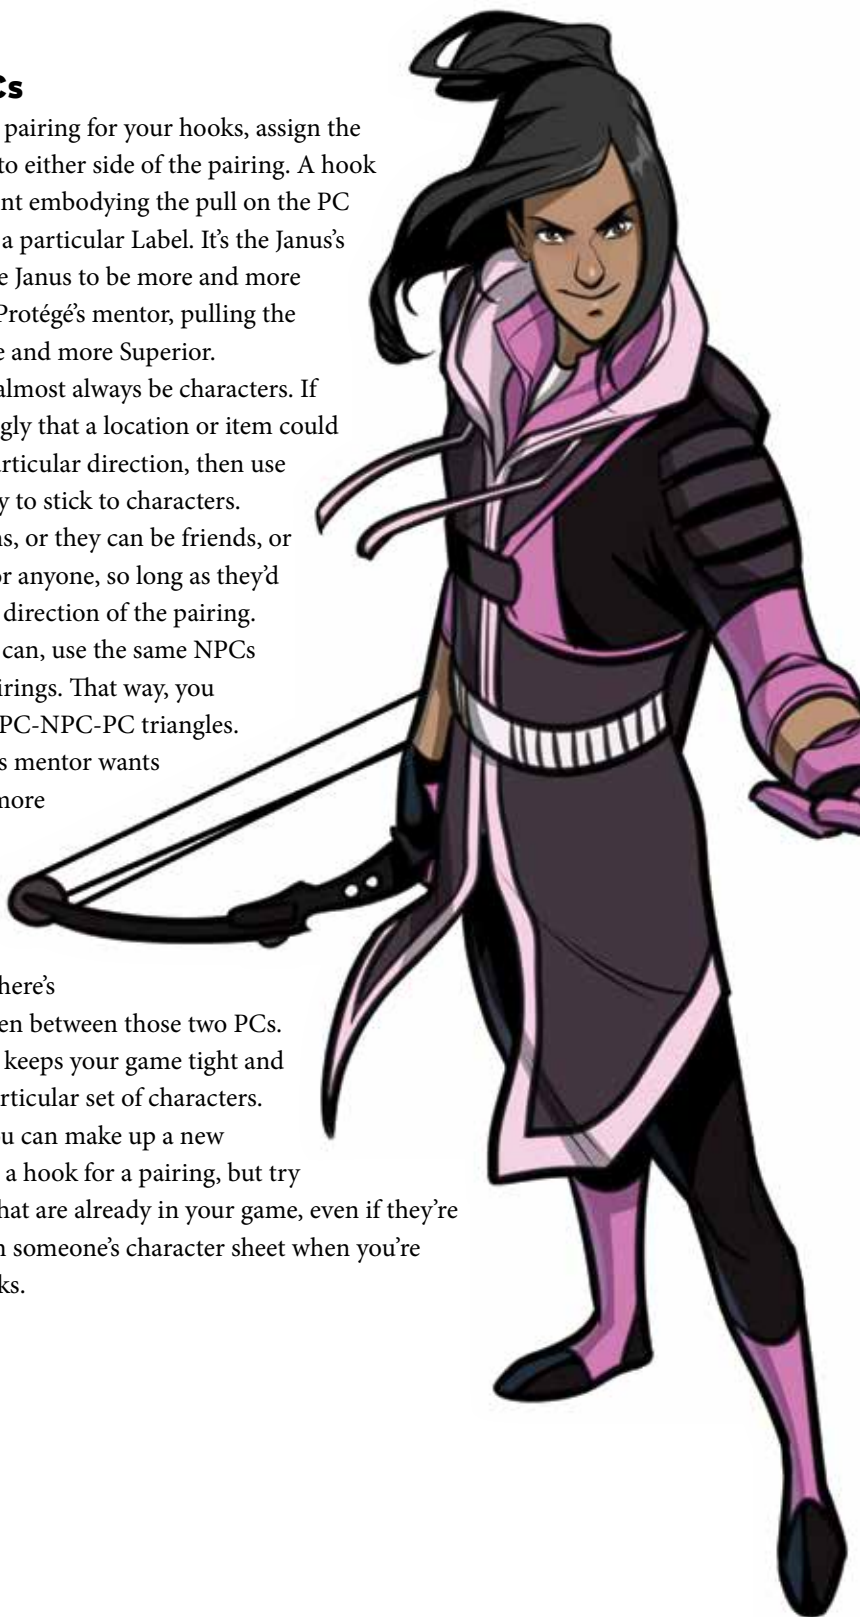 Cs
pairing for your hooks, assign the
to either side of the pairing. A hook
nt embodying the pull on the PC
a particular Label. It’s the Janus’s
e Janus to be more and more
Protégé’s mentor, pulling the
e and more Superior.
almost always be characters. If
gly that a location or item could
articular direction, then use
y to stick to characters.
ns, or they can be friends, or
or anyone, so long as they’d
direction of the pairing.
can, use the same NPCs
irings. That way, you
PC-NPC-PC triangles.
s mentor wants
more
here’s
en between those two PCs.
keeps your game tight and
articular set of characters.
ou can make up a new
a hook for a pairing, but try
hat are already in your game, even if they’re
n someone’s character sheet when you’re
ks.